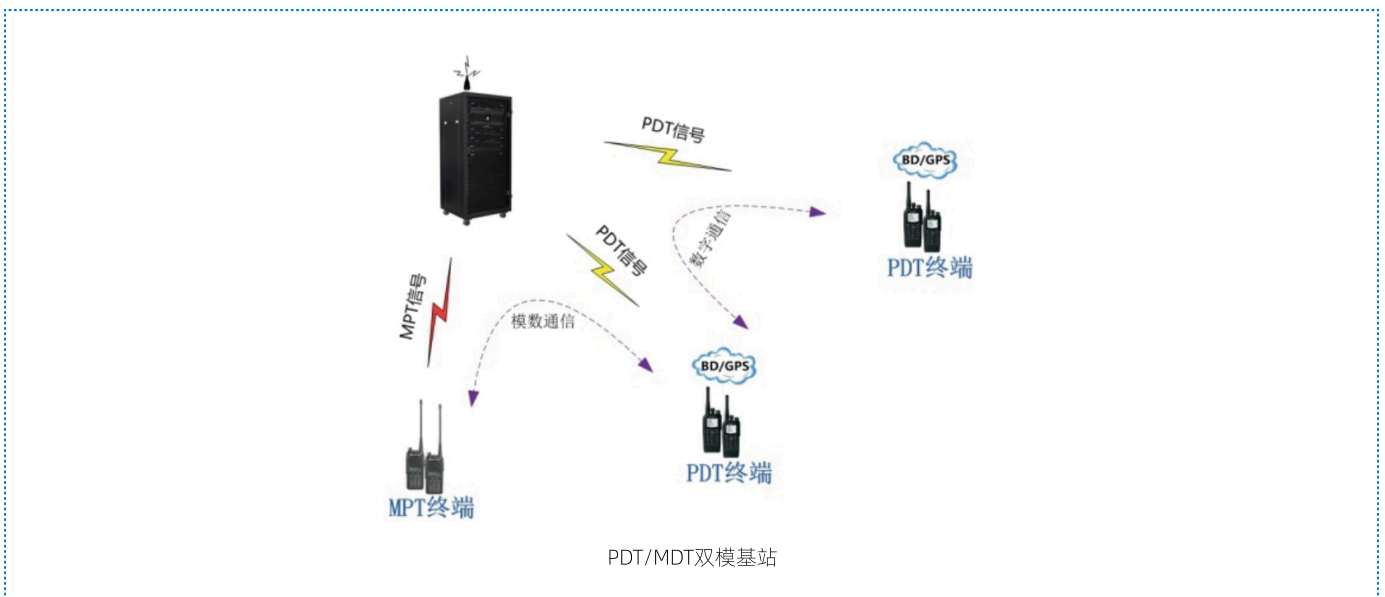 PDT信号
BD/GPS
PDT信号
数字通信
PDT终端
MPT信号
模数通信
BD/GPS
PDT终端
MPT终端
PDT/MDT双模基站